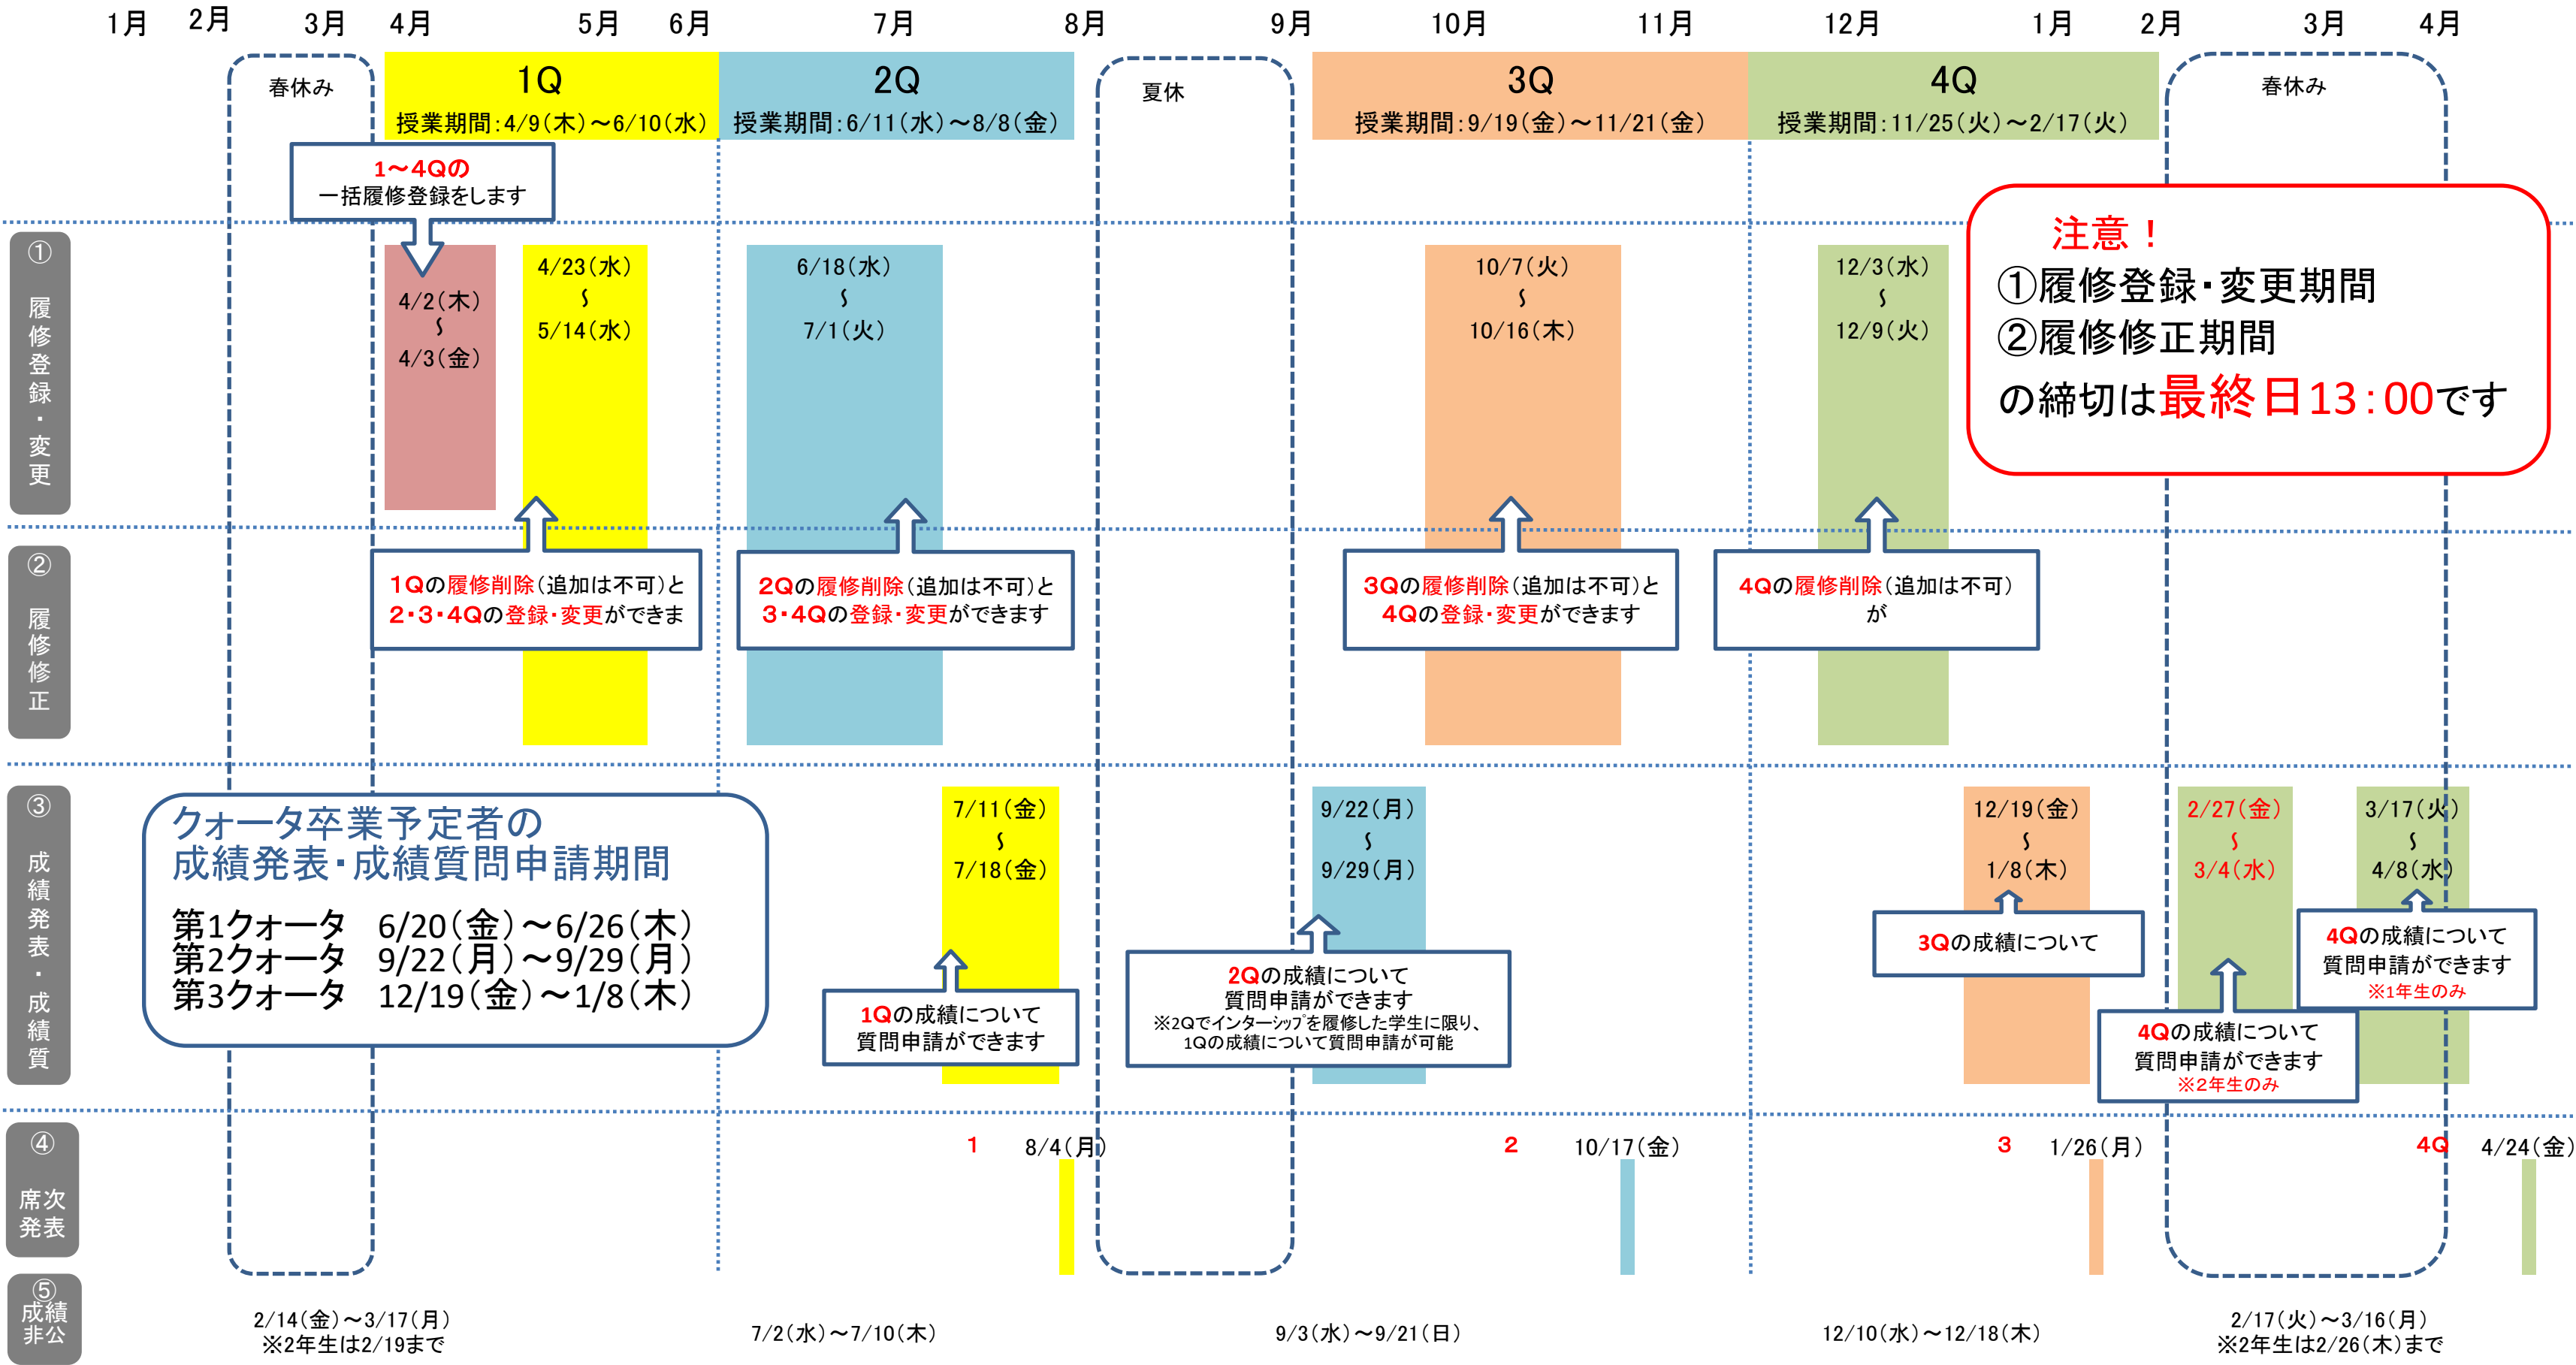 1月 2月 3月 4月 5月 6月 7月 8月 9月 10月 11月 12月 1月 2月 3月 4月
春休み
1Q
授業期間：4/9(木)～6/10(水)
2Q
授業期間：6/11(水)～8/8(金)
夏休
3Q
授業期間：9/19(金)～11/21(金)
4Q
授業期間：11/25(火)～2/17(火)
春休み
1～4Qの
一括履修登録をします
注意！
①履修登録・変更期間
②履修修正期間
の締切は最終日13：00です
①履修登録・変更
4/2(木)
～
4/3(金)
4/23(水)
～
5/14(水)
6/18(水)
～
7/1(火)
10/7(火)
～
10/16(木)
12/3(水)
～
12/9(火)
②履修修正
1Qの履修削除(追加は不可)と
2・3・4Qの登録・変更ができま
2Qの履修削除(追加は不可)と
3・4Qの登録・変更ができます
3Qの履修削除(追加は不可)と
4Qの登録・変更ができます
4Qの履修削除(追加は不可)
が
③成績発表・成績質
クォータ卒業予定者の
成績発表・成績質問申請期間
第1クォータ 6/20(金)～6/26(木)
第2クォータ 9/22(月)～9/29(月)
第3クォータ 12/19(金)～1/8(木)
7/11(金)
～
7/18(金)
1Qの成績について
質問申請ができます
9/22(月)
～
9/29(月)
2Qの成績について
質問申請ができます
※2Qでインターシップを履修した学生に限り、
1Qの成績について質問申請が可能
12/19(金)
～
1/8(木)
3Qの成績について
2/27(金)
～
3/4(水)
4Qの成績について
質問申請ができます
※2年生のみ
3/17(火)
～
4/8(水)
4Qの成績について
質問申請ができます
※1年生のみ
④
席次
発表
1 8/4(月)
2 10/17(金)
3 1/26(月)
4Q 4/24(金)
⑤
成績
非公
2/14(金)～3/17(月)
※2年生は2/19まで
7/2(水)～7/10(木)
9/3(水)～9/21(日)
12/10(水)～12/18(木)
2/17(火)～3/16(月)
※2年生は2/26(木)まで